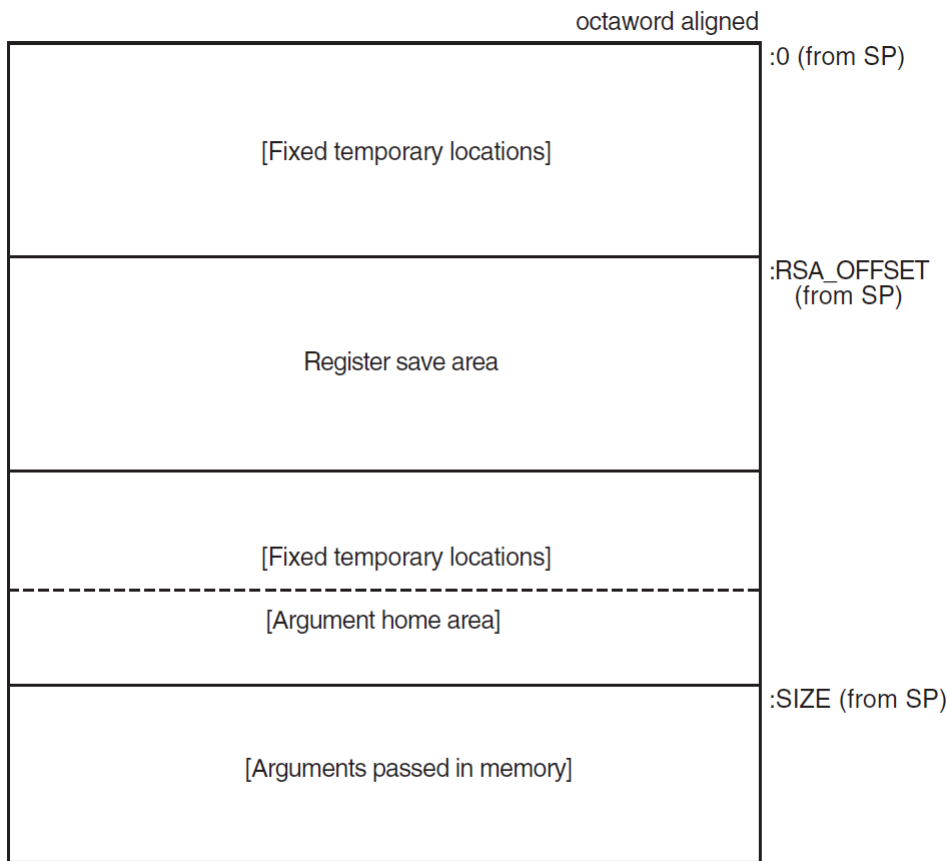 octaword aligned
:0 (from SP)
[Fixed temporary locations]
:RSA_OFFSET
(from SP)
Register save area
[Fixed temporary locations]
[Argument home area]
:SIZE (from SP)
[Arguments passed in memory]